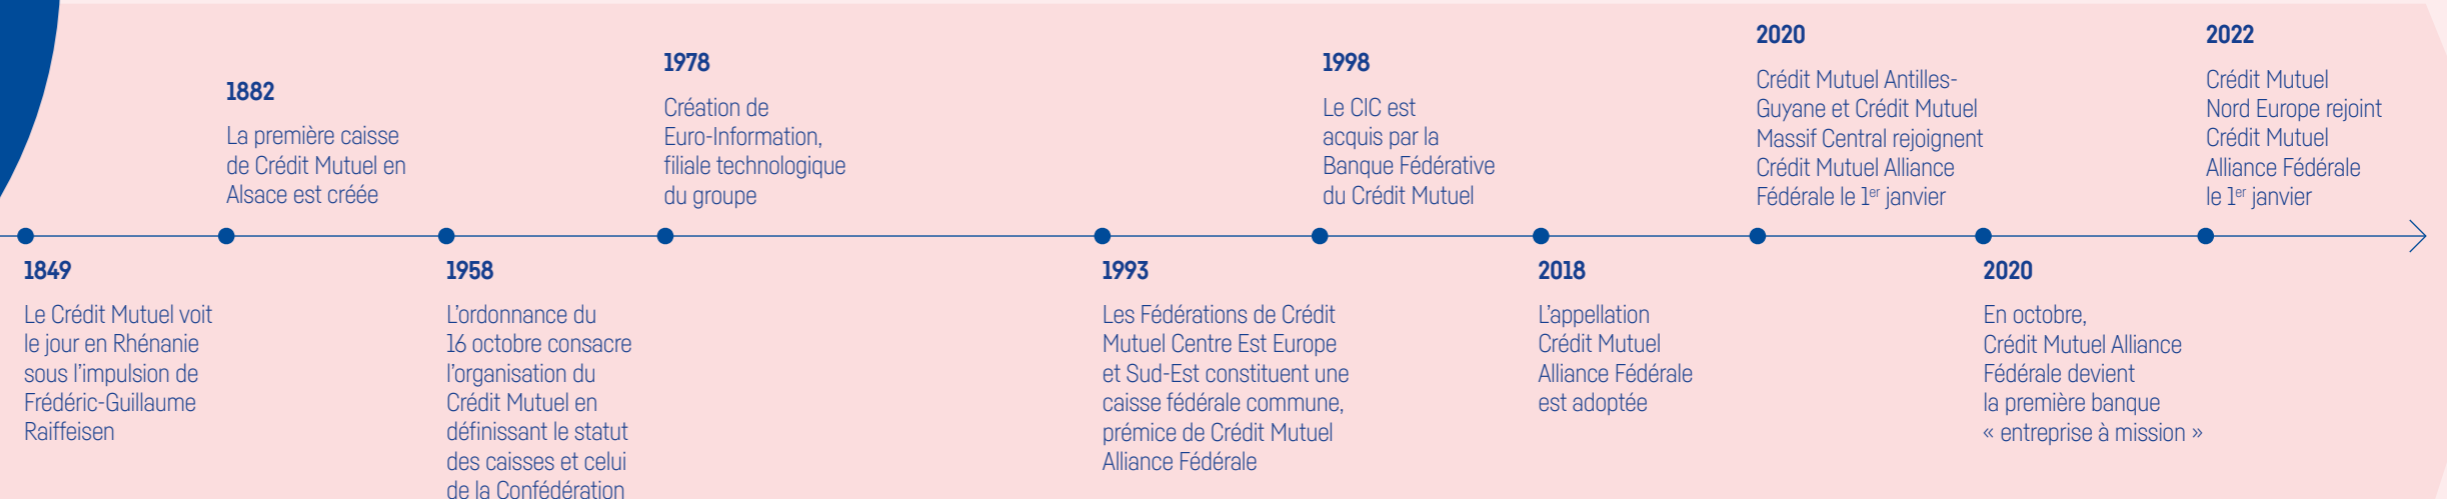 1849
Le Crédit Mutuel voit
le jour en Rhénanie
sous l’impulsion de
Frédéric-Guillaume
Raiffeisen
1882
La première caisse
de Crédit Mutuel en
Alsace est créée
1958
L’ordonnance du
16 octobre consacre
l’organisation du
Crédit Mutuel en
définissant le statut
des caisses et celui
de la Confédération
1978
Création de
Euro-Information,
filiale technologique
du groupe
1993
Les Fédérations de Crédit
Mutuel Centre Est Europe
et Sud-Est constituent une
caisse fédérale commune,
prémice de Crédit Mutuel
Alliance Fédérale
1998
Le CIC est
acquis par la
Banque Fédérative
du Crédit Mutuel
2018
L’appellation
Crédit Mutuel
Alliance Fédérale
est adoptée
2020
Crédit Mutuel Antilles-
Guyane et Crédit Mutuel
Massif Central rejoignent
Crédit Mutuel Alliance
Fédérale le 1er janvier
2020
En octobre,
Crédit Mutuel Alliance
Fédérale devient
la première banque
« entreprise à mission »
2022
Crédit Mutuel
Nord Europe rejoint
Crédit Mutuel
Alliance Fédérale
le 1er janvier